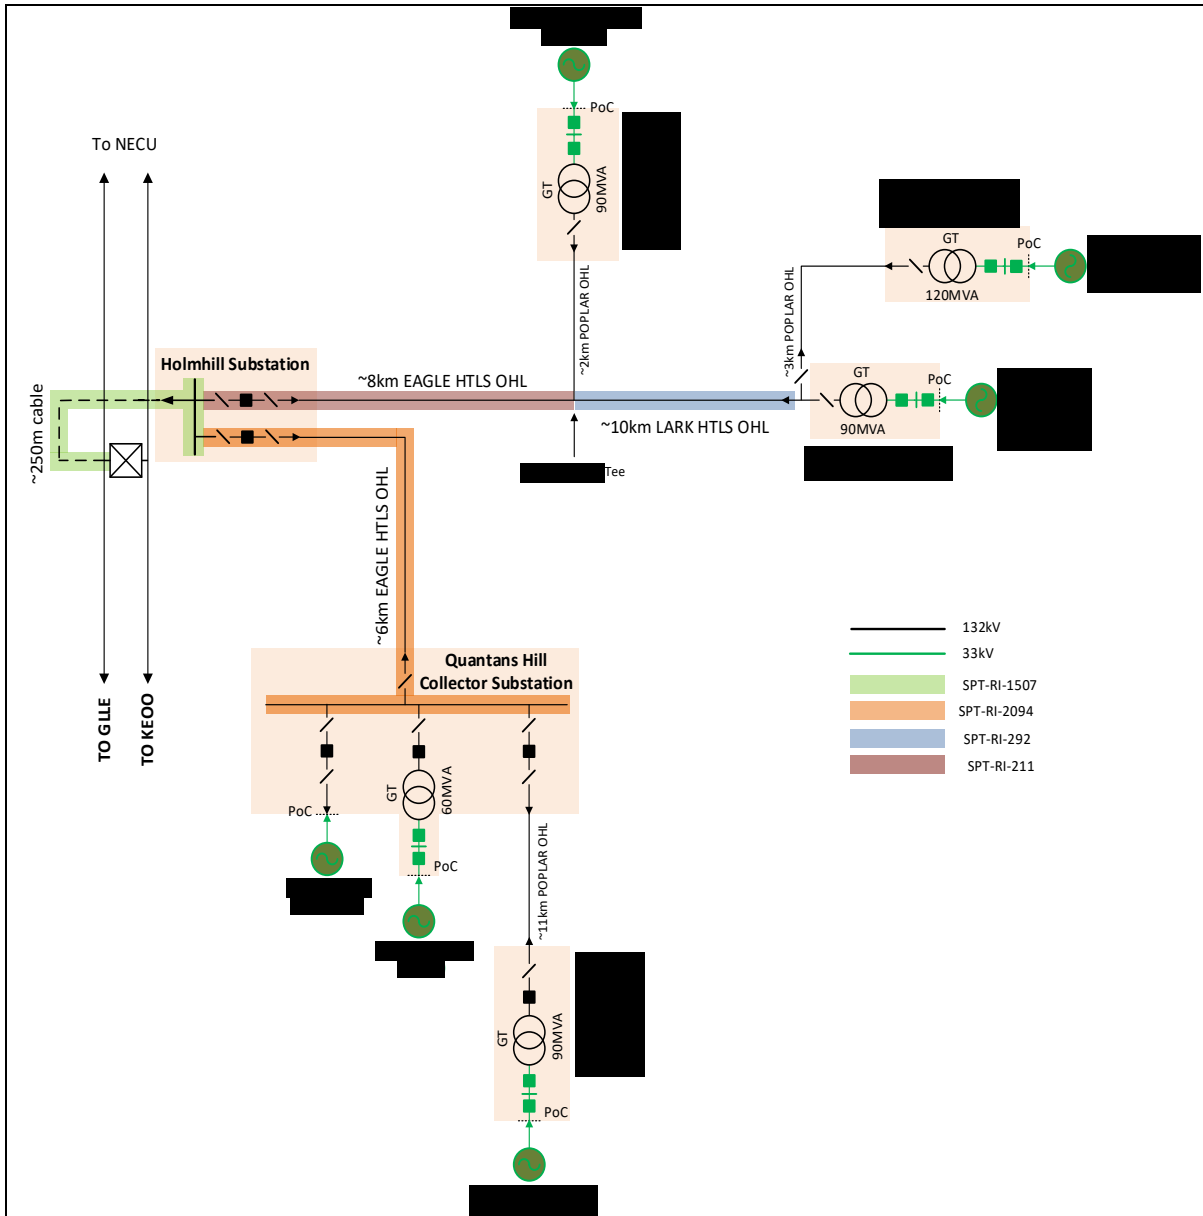 PoC
GT
90MVA
To NECU
GT
PoC
120MVA
~2km POPLAR OHL
~3km POPLAR OHL
Holmhill Substation
~8km EAGLE HTLS OHL
GT
PoC
90MVA
~10km LARK HTLS OHL
~250m cable
Tee
~6km EAGLE HTLS OHL
132kV
33kV
SPT-RI-1507
SPT-RI-2094
SPT-RI-292
SPT-RI-211
Quantans Hill
Collector Substation
TO GLLE
TO KEOO
GT
60MVA
PoC
PoC
~11km POPLAR OHL
GT
90MVA
PoC